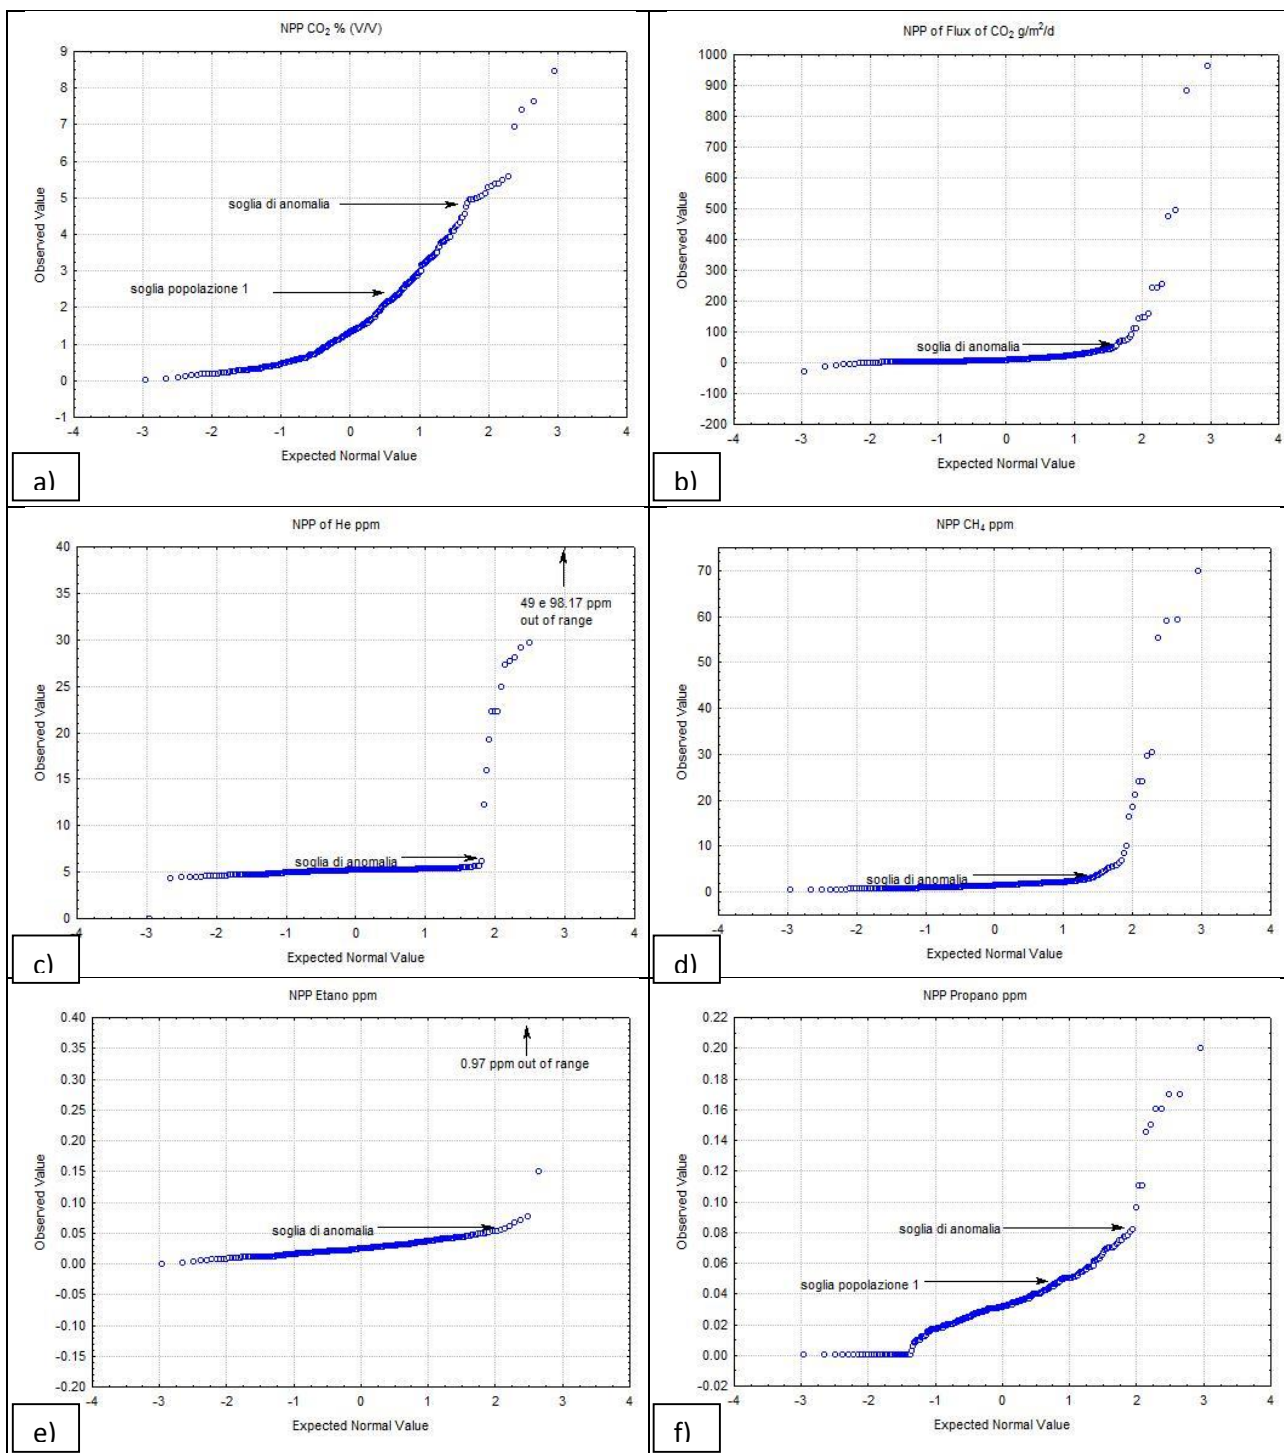 NPP CO₂ % (V/V)
Observed Value
9
8
7
6
5
4
3
2
1
0
-1
soglia di anomalia
soglia popolazione 1
-4 -3 -2 -1 0 1 2 3 4
Expected Normal Value
a)
NPP of Flux of CO₂ g/m²/d
Observed Value
1000
900
800
700
600
500
400
300
200
100
0
-100
-200
soglia di anomalia
-4 -3 -2 -1 0 1 2 3 4
Expected Normal Value
b)
NPP of He ppm
Observed Value
40
35
30
25
20
15
10
5
0
49 e 98.17 ppm
out of range
soglia di anomalia
-4 -3 -2 -1 0 1 2 3 4
Expected Normal Value
c)
NPP CH₄ ppm
Observed Value
70
60
50
40
30
20
10
0
soglia di anomalia
-4 -3 -2 -1 0 1 2 3 4
Expected Normal Value
d)
NPP Etano ppm
Observed Value
0.40
0.35
0.30
0.25
0.20
0.15
0.10
0.05
0.00
-0.05
-0.10
-0.15
-0.20
0.97 ppm out of range
soglia di anomalia
-4 -3 -2 -1 0 1 2 3 4
Expected Normal Value
e)
NPP Propano ppm
Observed Value
0.22
0.20
0.18
0.16
0.14
0.12
0.10
0.08
0.06
0.04
0.02
0.00
-0.02
soglia di anomalia
soglia popolazione 1
-4 -3 -2 -1 0 1 2 3 4
Expected Normal Value
f)